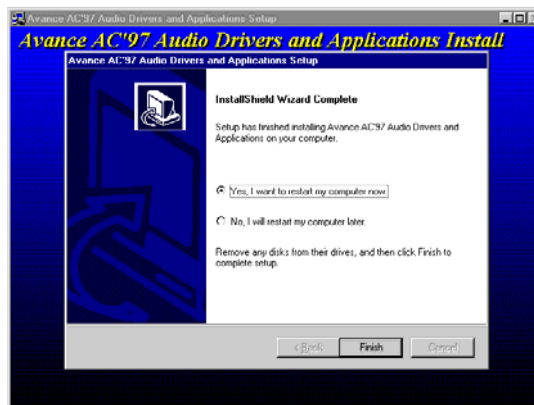 Avance AC'97 Audio Drivers and Applications Setup
Avance AC'97 Audio Drivers and Applications Install
Avance AC'97 Audio Drivers and Applications Setup
InstallShield Wizard Complete
Setup has finished installing Avance AC'97 Audio Drivers and
Applications on your computer.
Yes, I want to restart my computer now.
No, I will restart my computer later.
Remove any disks from their drives, and then click Finish to
complete setup.
< Back Finish Cancel